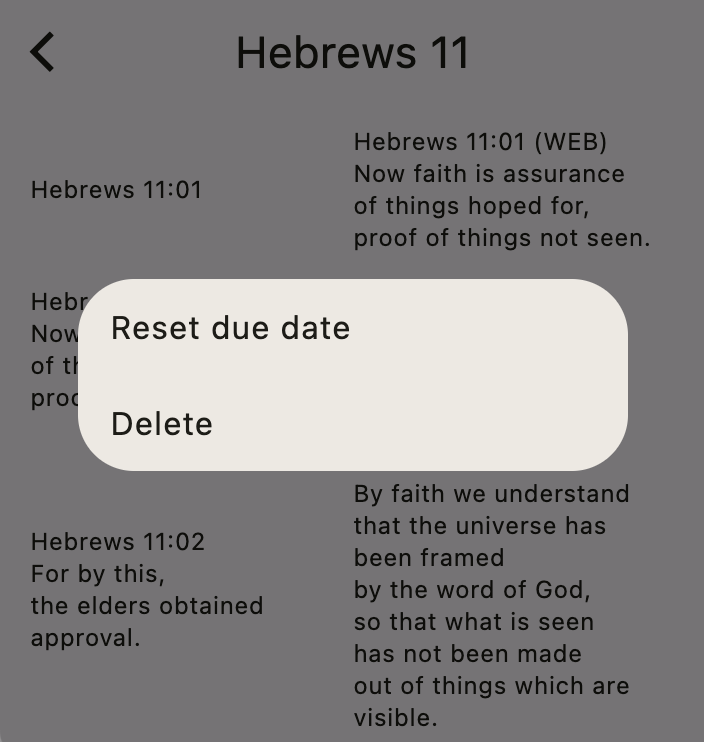 Hebrews 11
Hebrews 11:01
Hebrews 11:01 (WEB)
Now faith is assurance
of things hoped for,
proof of things not seen.
Hebr
Now
of th
proo
Reset due date
Delete
Hebrews 11:02
For by this,
the elders obtained
approval.
By faith we understand
that the universe has
been framed
by the word of God,
so that what is seen
has not been made
out of things which are
visible.